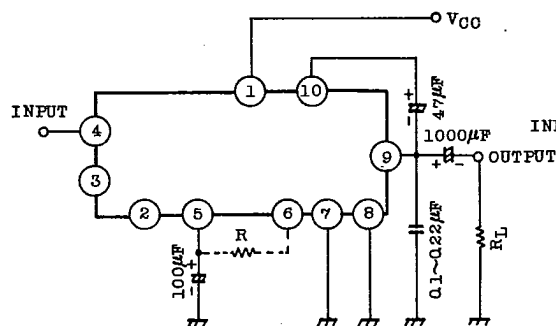 VCC
1
10
INPUT
4
47μF
+
-
1000μF
IN
9
+
-
OUTPUT
3
2
5
6
7
8
R
100μF
+
-
0.1~0.22μF
RL